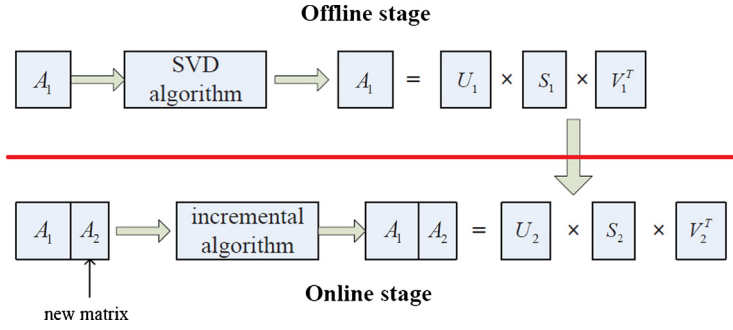 Offline stage
A₁ SVD algorithm A₁ = U₁ × S₁ × V₁ᵀ
A₁ A₂ incremental algorithm A₁ A₂ = U₂ × S₂ × V₂ᵀ
Online stage
new matrix